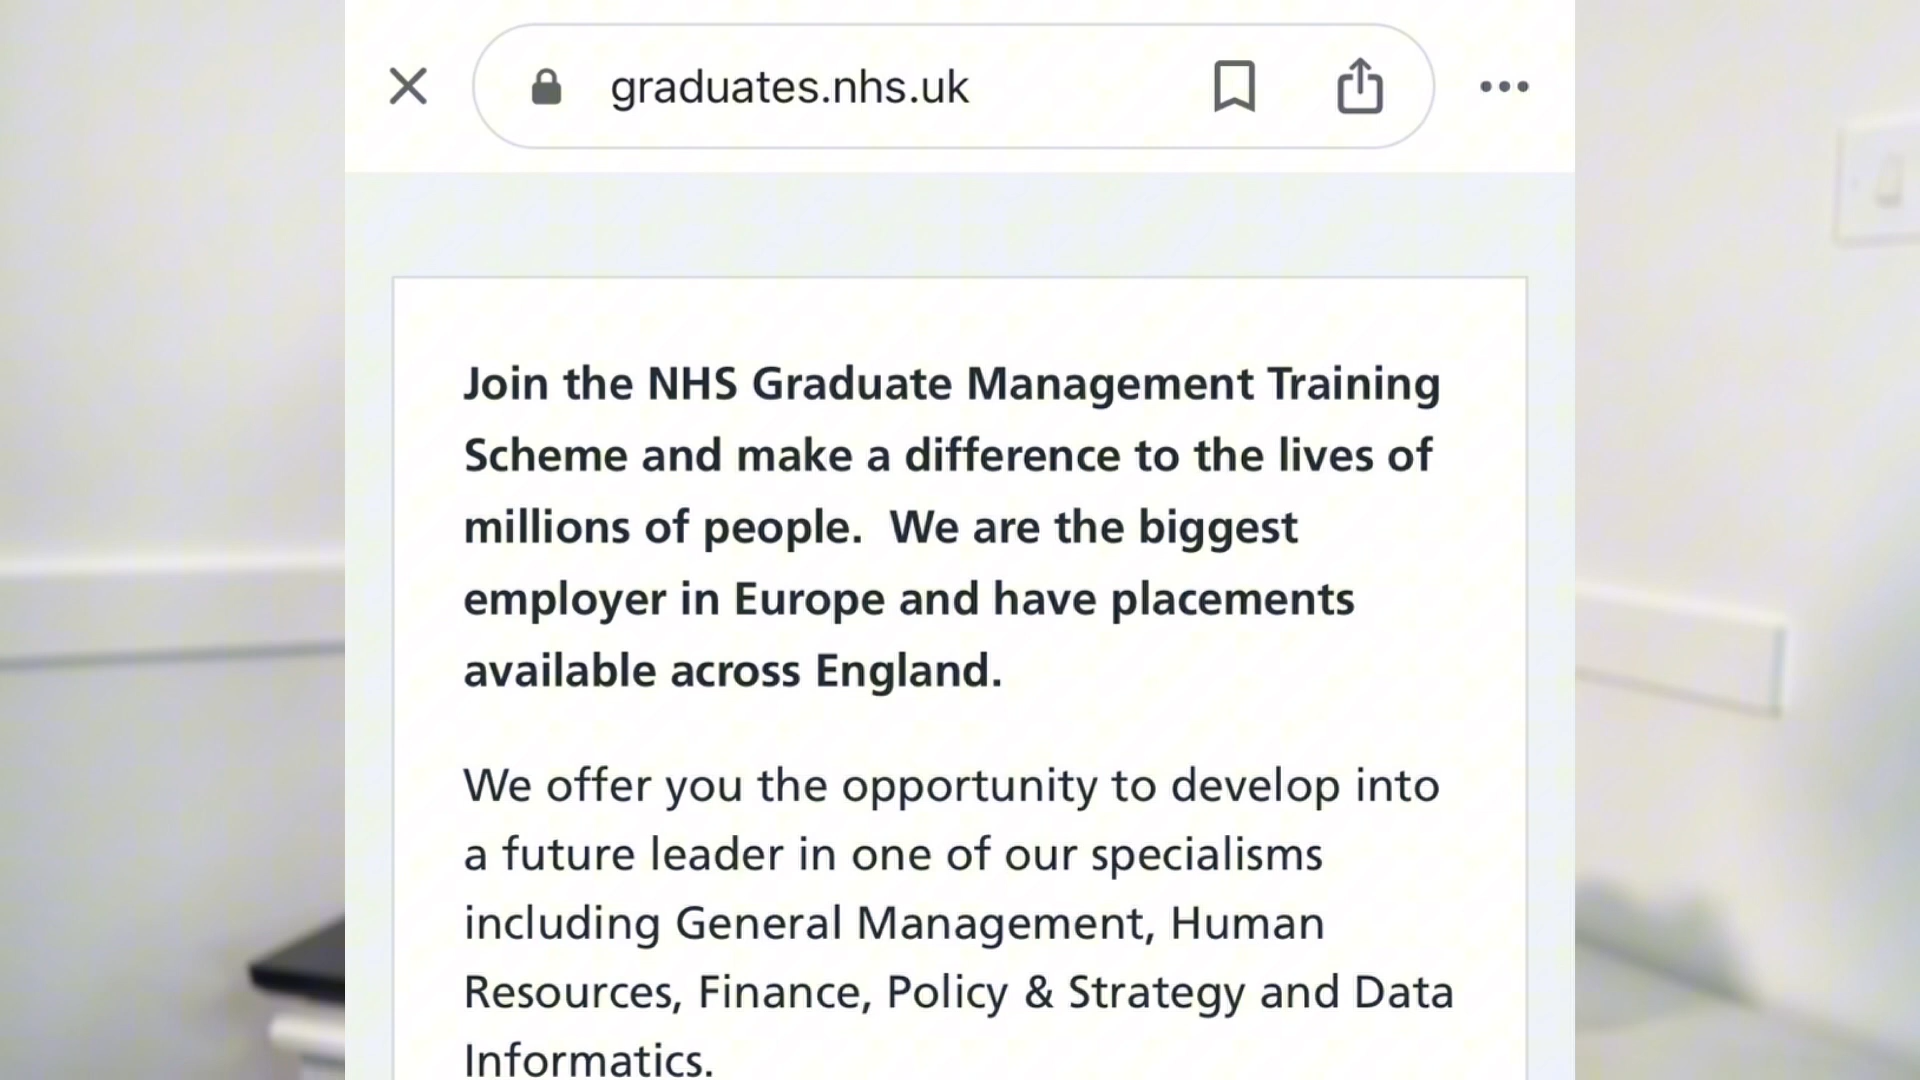 graduates.nhs.uk
Join the NHS Graduate Management Training
Scheme and make a difference to the lives of
millions of people.  We are the biggest
employer in Europe and have placements
available across England.
We offer you the opportunity to develop into
a future leader in one of our specialisms
including General Management, Human
Resources, Finance, Policy & Strategy and Data
Informatics.